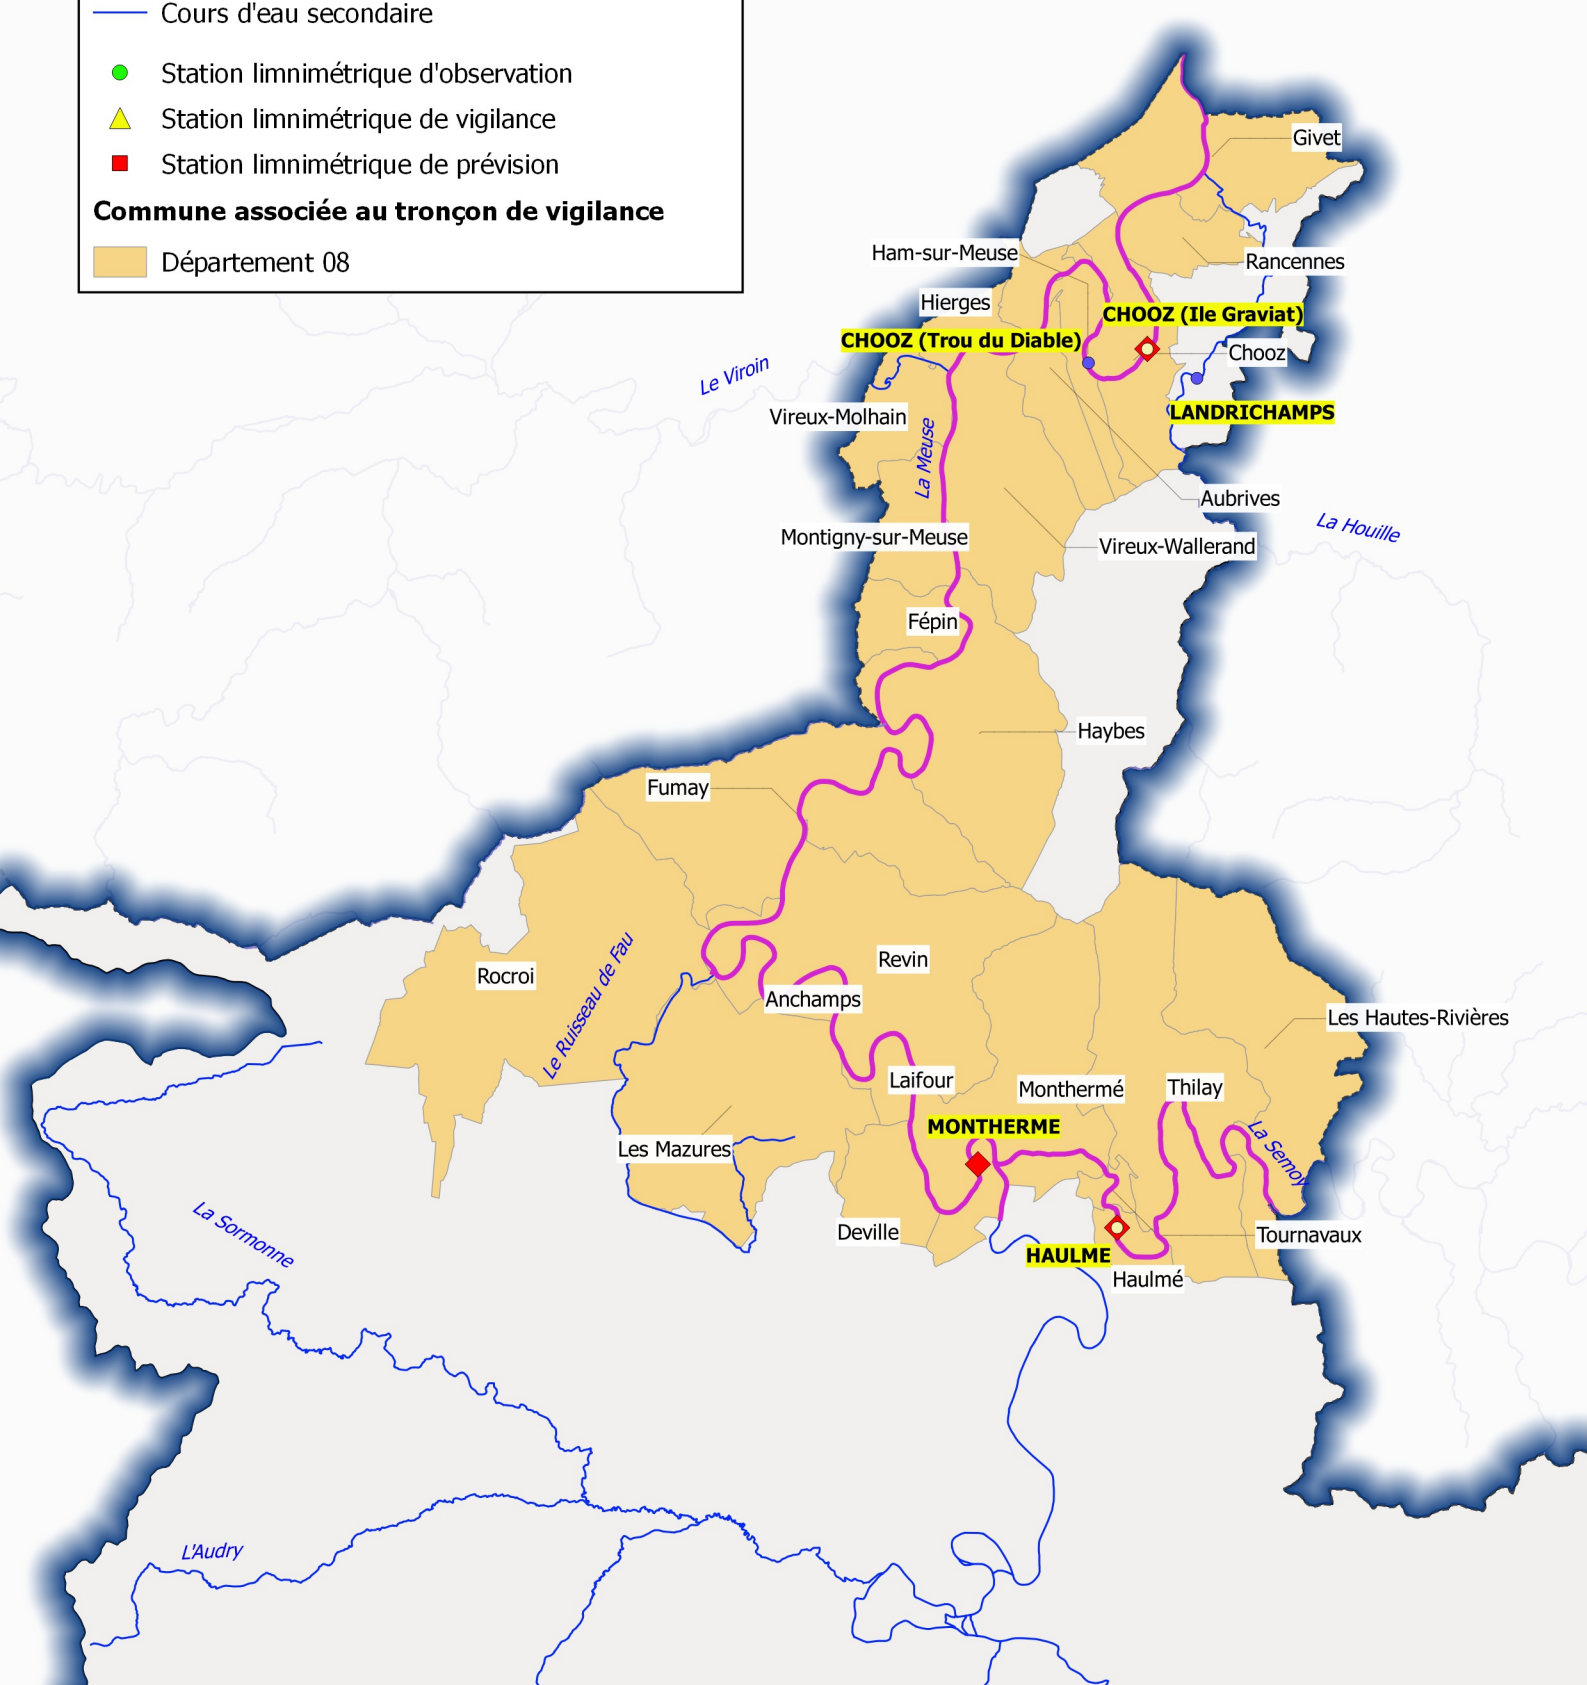 Cours d'eau secondaire
Station limnimétrique d'observation
Station limnimétrique de vigilance
Station limnimétrique de prévision
Commune associée au tronçon de vigilance
Département 08
Givet
Ham-sur-Meuse
Rancennes
Hierges
CHOOZ (Ile Graviat)
CHOOZ (Trou du Diable)
Chooz
Le Viroin
LANDRICHAMPS
Vireux-Molhain
La Meuse
Aubrives
La Houille
Montigny-sur-Meuse
Vireux-Wallerand
Fépin
Haybes
Fumay
Revin
Rocroi
Le Ruisseau de Fau
Anchamps
Les Hautes-Rivières
Laifour
Monthermé
Thilay
MONTHERME
Les Mazures
La Semoy
La Sormonne
Deville
Tournavaux
HAULME
Haulmé
L'Audry